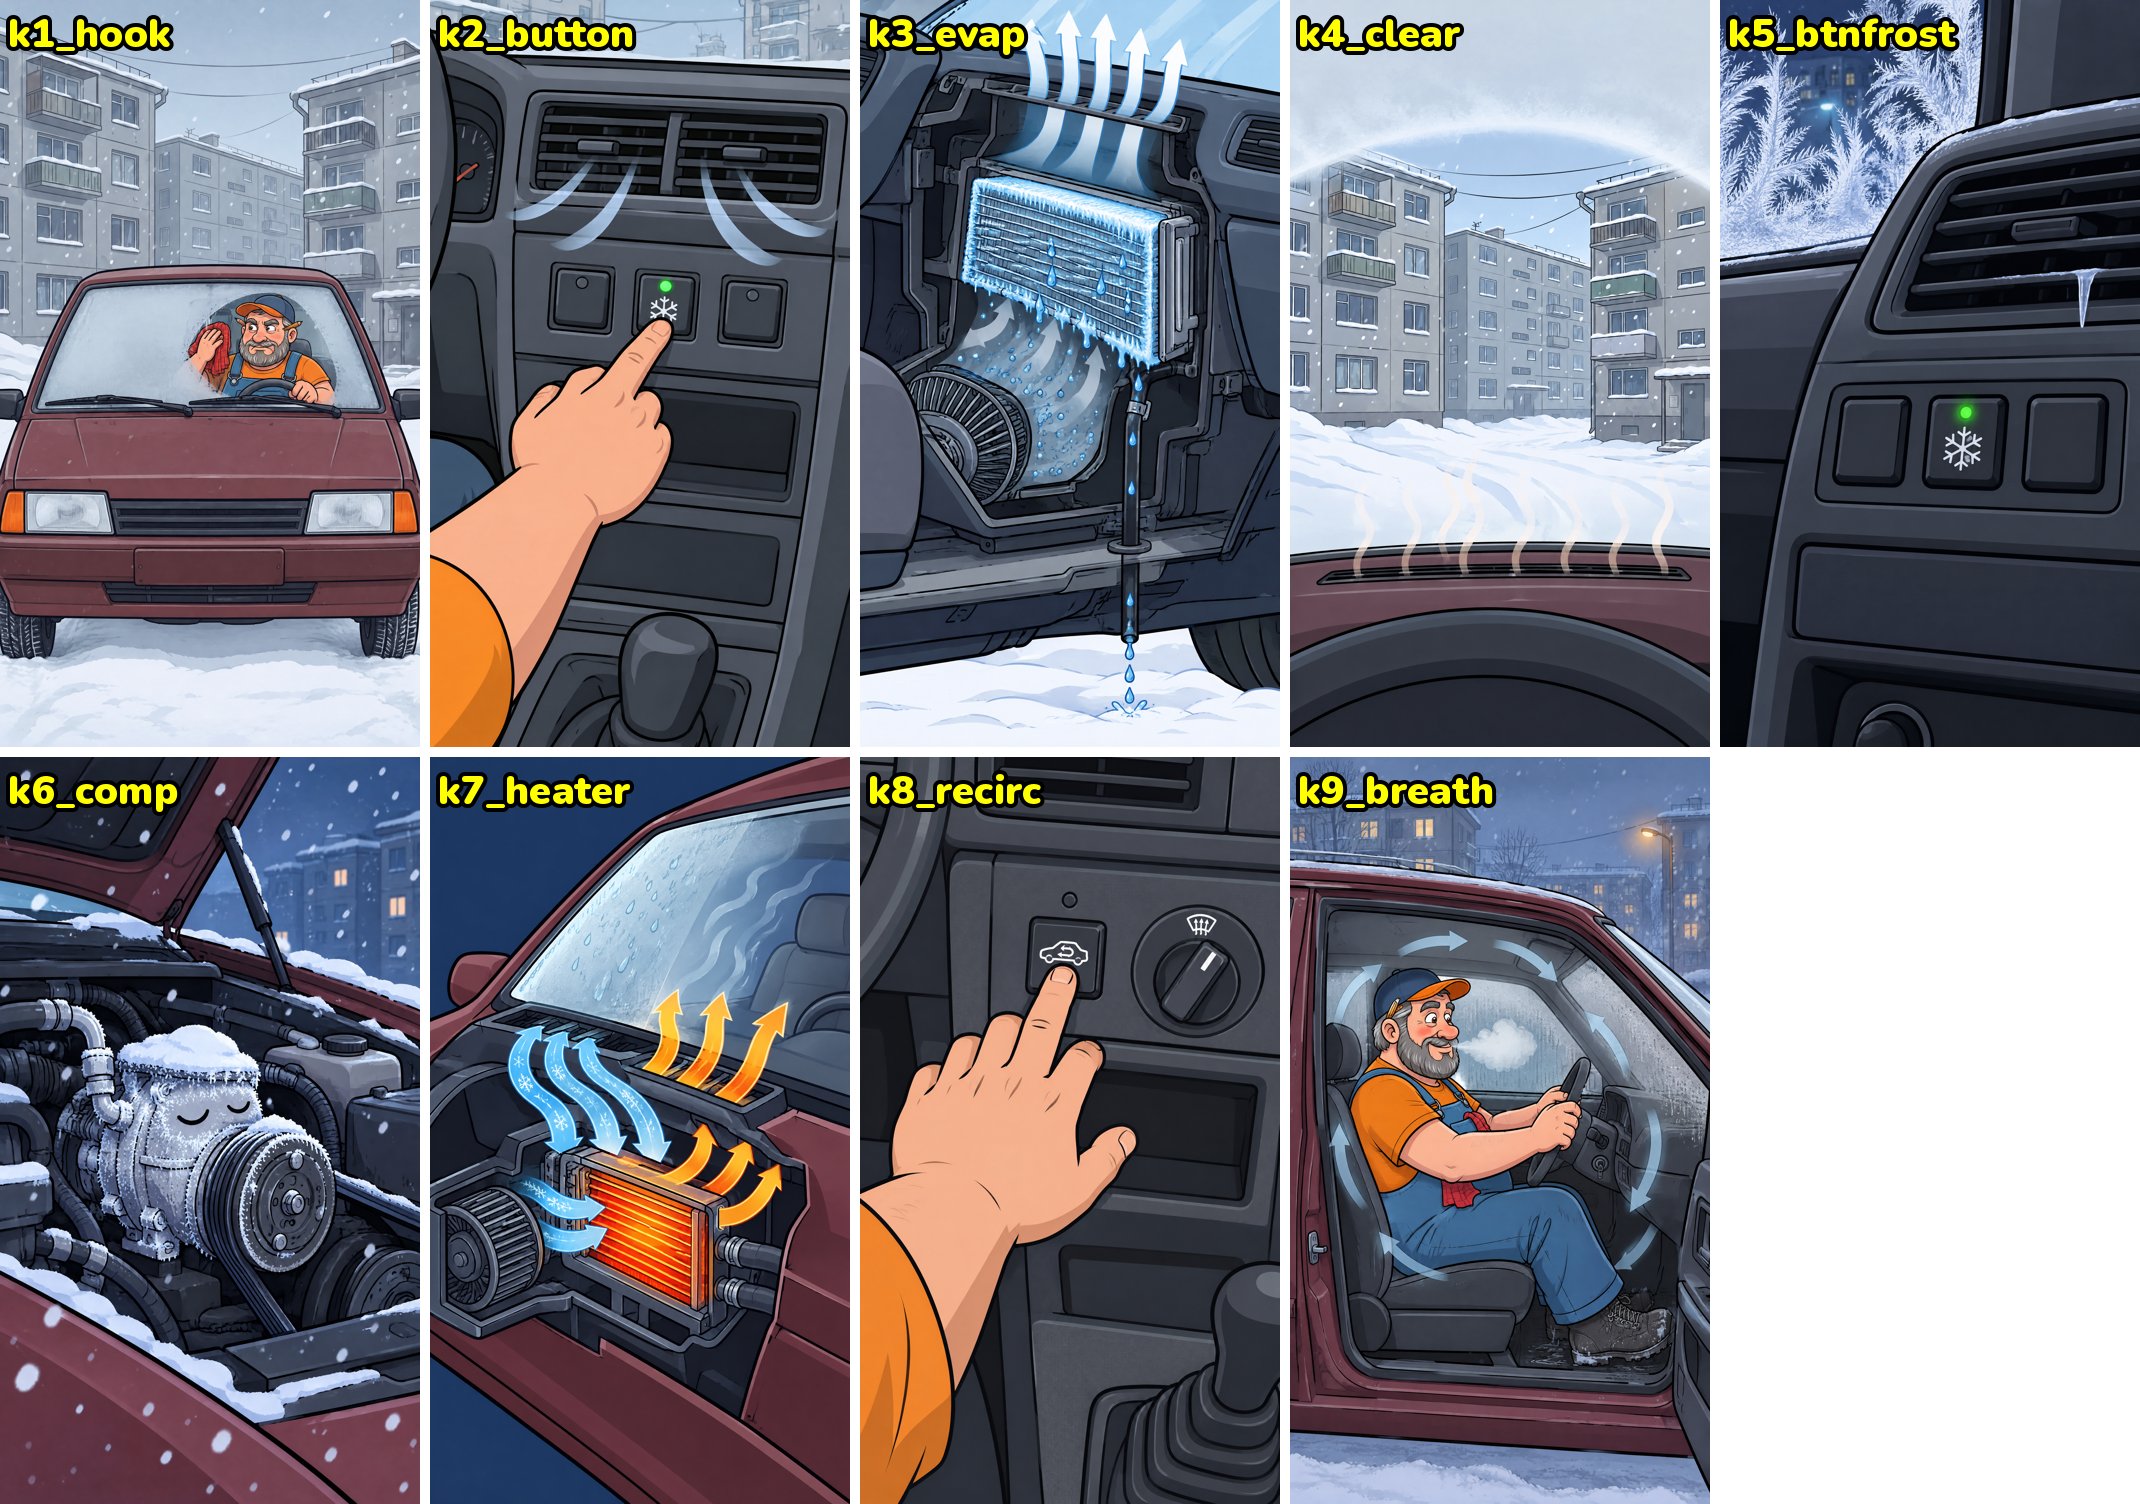 k1_hook
k2_button
k3_evap
k4_clear
k5_btnfrost
k6_comp
k7_heater
k8_recirc
k9_breath